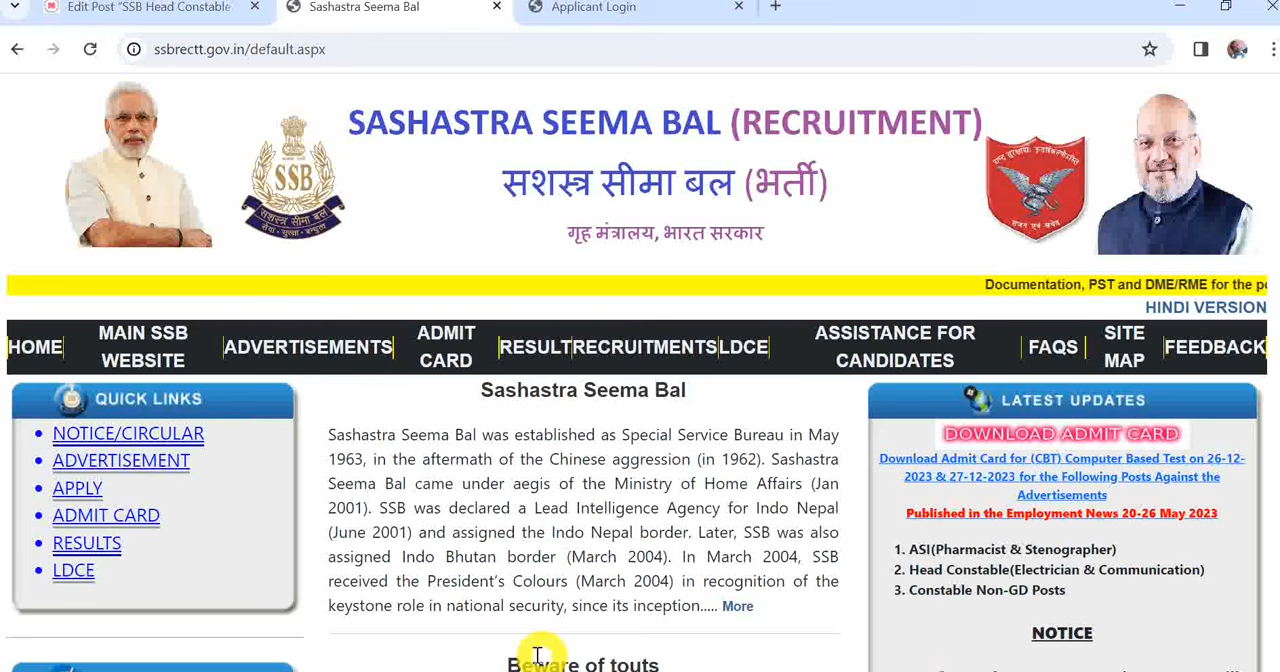 Edit Post "SSB Head Constable
Sashastra Seema Bal
Applicant Login
ssbrectt.gov.in/default.aspx
SASHASTRA SEEMA BAL (RECRUITMENT)
सशस्त्र सीमा बल (भर्ती)
गृह मंत्रालय, भारत सरकार
SSB
Documentation, PST and DME/RME for the po
HINDI VERSION
HOME
MAIN SSB WEBSITE
ADVERTISEMENTS
ADMIT CARD
RESULT
RECRUITMENTS
LDCE
ASSISTANCE FOR CANDIDATES
FAQS
SITE MAP
FEEDBACK
QUICK LINKS
NOTICE/CIRCULAR
ADVERTISEMENT
APPLY
ADMIT CARD
RESULTS
LDCE
Sashastra Seema Bal
Sashastra Seema Bal was established as Special Service Bureau in May
1963, in the aftermath of the Chinese aggression (in 1962). Sashastra
Seema Bal come under aegis of the Ministry of Home Affairs (Jan
2001). SSB was declared a Lead Intelligence Agency for Indo Nepal
(June 2001) and assigned the Indo Nepal border. Later, SSB was also
assigned Indo Bhutan border (March 2004). In March 2004, SSB
received the President's Colours (March 2004) in recognition of the
keystone role in national security, since its inception..... More
Beware of touts
LATEST UPDATES
DOWNLOAD ADMIT CARD
Download Admit Card for (CBT) Computer Based Test on 26-12-
2023 & 27-12-2023 for the Following Posts Against the
Advertisements
Published in the Employment News 20-26 May 2023
1. ASI(Pharmacist & Stenographer)
2. Head Constable(Electrician & Communication)
3. Constable Non-GD Posts
NOTICE